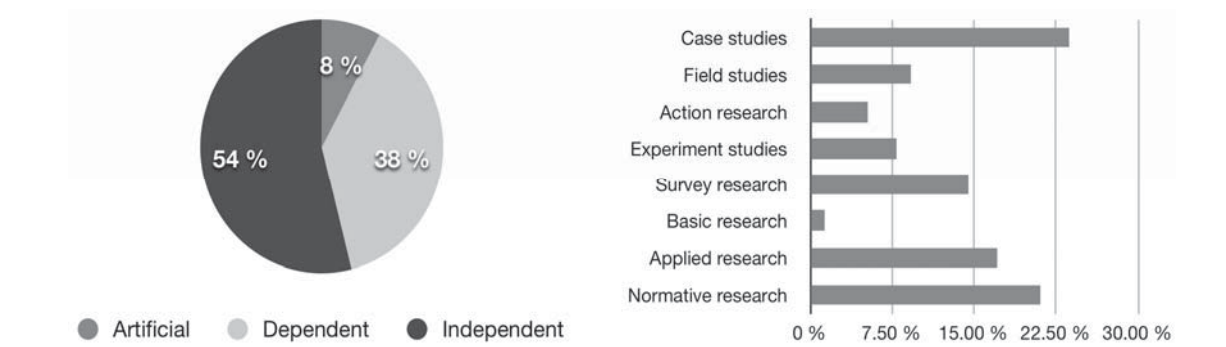 8 %
54 %
38 %
Artificial
Dependent
Independent
Case studies
Field studies
Action research
Experiment studies
Survey research
Basic research
Applied research
Normative research
0 %
7.50 %
15.00 %
22.50 %
30.00 %